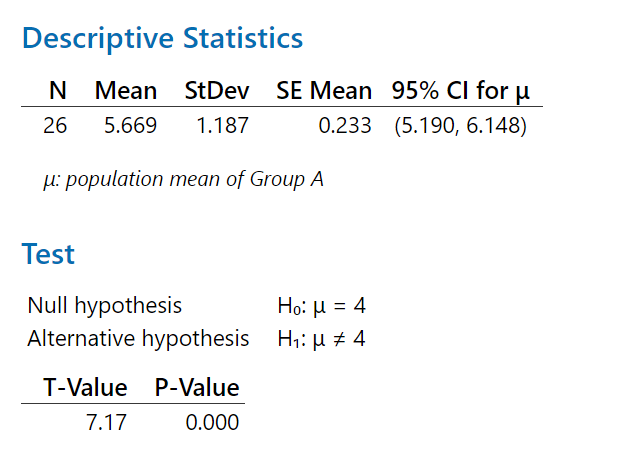 Descriptive Statistics
N Mean StDev SE Mean 95% CI for μ
26 5.669 1.187 0.233 (5.190, 6.148)
μ: population mean of Group A
Test
Null hypothesis H₀: μ = 4
Alternative hypothesis H₁: μ ≠ 4
T-Value P-Value
7.17 0.000